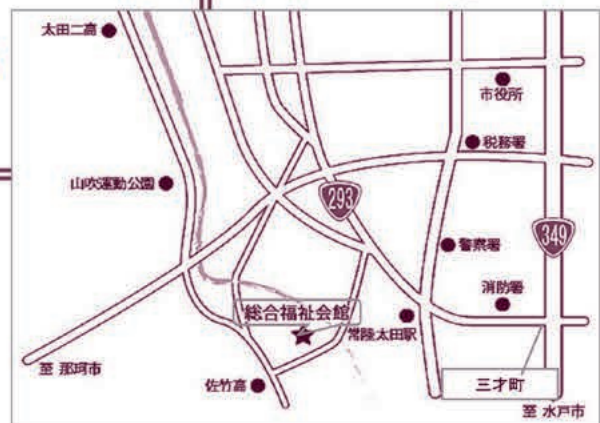 太田二高
市役所
税務署
山吹運動公園
293
349
警察署
消防署
総合福祉会館
常陸太田駅
至 那珂市
佐竹高
三才町
至 水戸市